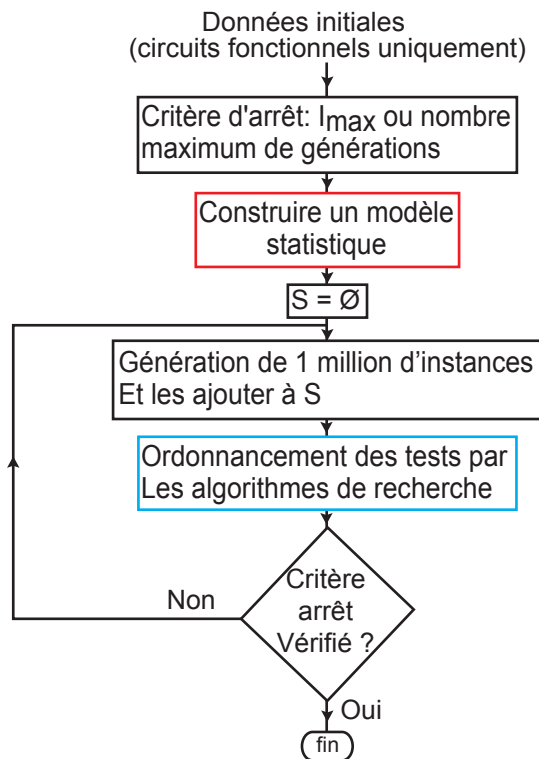 Données initiales
(circuits fonctionnels uniquement)
Critère d'arrêt: Imax ou nombre
maximum de générations
Construire un modèle
statistique
S = Ø
Génération de 1 million d’instances
Et les ajouter à S
Ordonnancement des tests par
Les algorithmes de recherche
Critère
arrêt
Vérifié ?
Non
Oui
fin